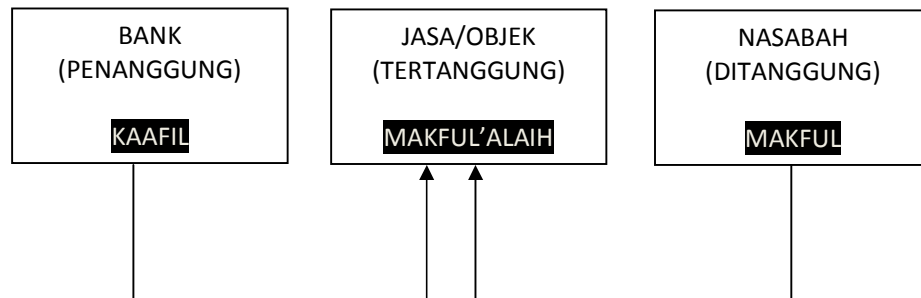 BANK
(PENANGGUNG)
KAAFIL
JASA/OBJEK
(TERTANGGUNG)
MAKFUL’ALAIH
NASABAH
(DITANGGUNG)
MAKFUL